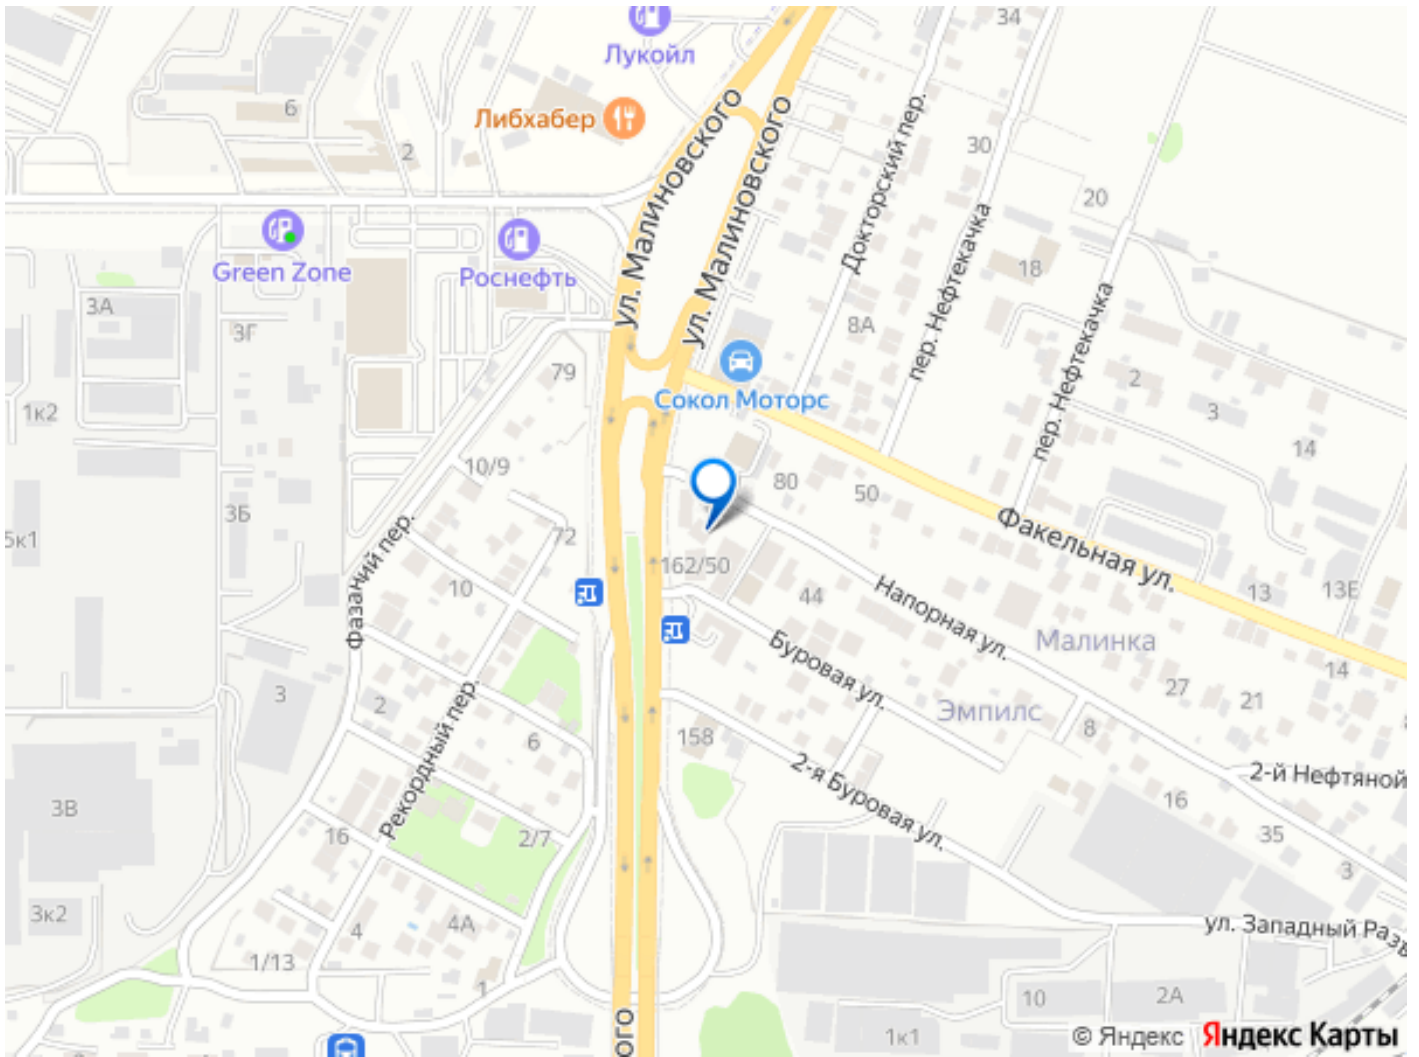 34
Лукойл
ул. Малиновского
ул. Малиновского
Либхабер
6
2
30
Докторский пер.
20
пер. Нефтекачка
Green Zone
Роснефть
18
пер. Нефтекачка
3А
3Г
8А
79
Сокол Моторс
2
3
1к2
14
10/9
80
50
3Б
Факельная ул.
5к1
72
Фазаний пер.
162/50
10
44
Напорная ул.
13
13Е
Малинка
Буровая ул.
14
27
21
3
2
Рекордный пер.
Эмпилс
8
6
158
2-я Буровая ул.
2-й Нефтяной
3В
16
16
2/7
35
3
3к2
4А
4
ул. Западный Разв
1/13
1
10
2А
ого
1к1
© Яндекс
Яндекс Карты